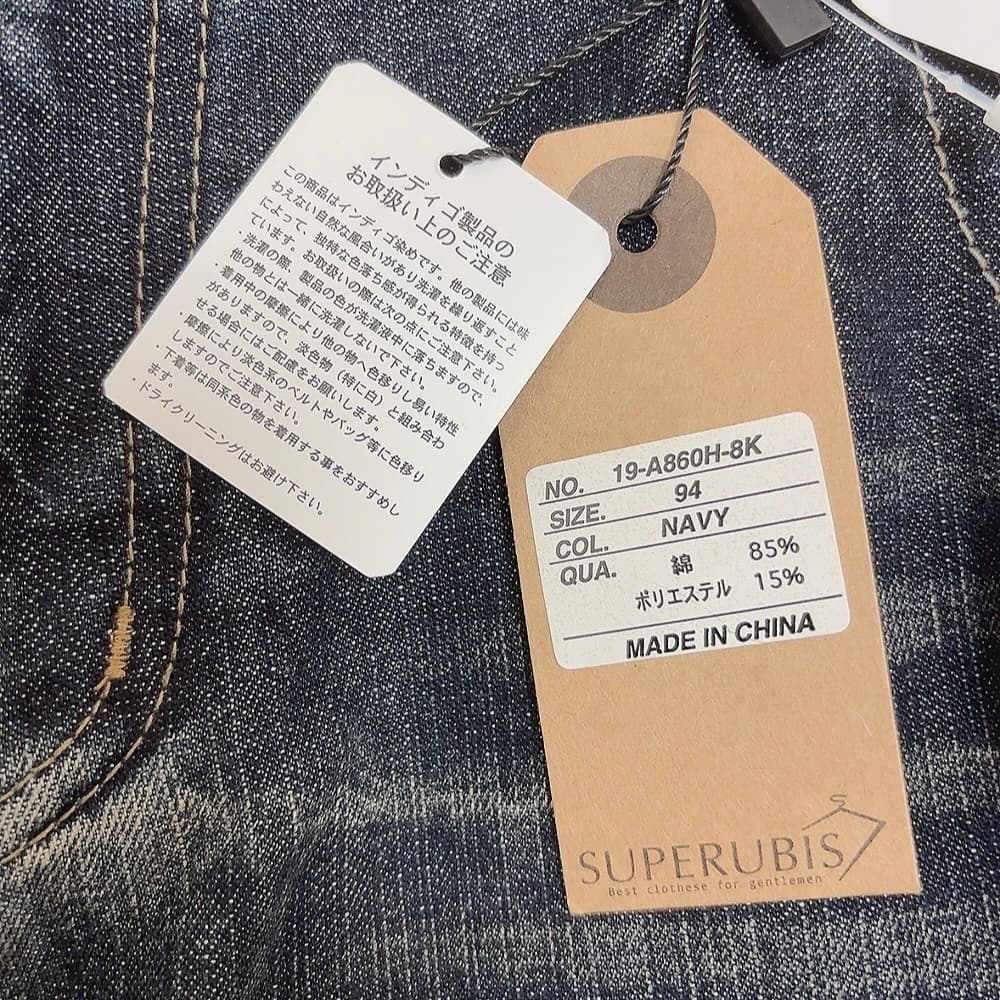 インディゴ製品の
お取扱い上のご注意
この商品はインディゴ染めです。他の製品には味
わえない自然な風合いがあり洗濯を繰り返すこと
によって、独特な色落ち感が得られる特徴を持っ
ています。お取扱いの際は次の点にご注意下さい。
・洗濯の際、製品の色が洗濯液中に落ちますので、
他の物とは一緒に洗濯しないで下さい。
・着用中の摩擦により他の物へ色移りし易い特性
がありますので、淡色物（特に白）と組み合わ
せる場合にはご配慮をお願いします。
・摩擦により淡色系のベルトやバッグ等に色移り
しますのでご注意下さい。
・下着等は同系色の物を着用する事をおすすめし
ます。
・ドライクリーニングはお避け下さい。
NO. 19-A860H-8K
SIZE. 94
COL. NAVY
QUA. 綿 85%
ポリエステル 15%
MADE IN CHINA
SUPERUBIS
Best clothese for gentlemen